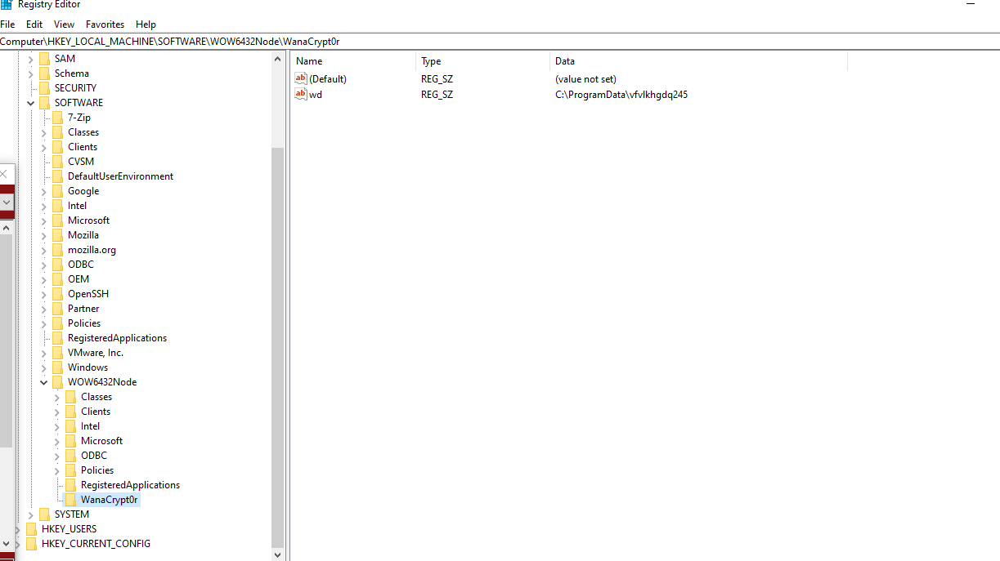 Registry Editor
File Edit View Favorites Help
Computer\HKEY_LOCAL_MACHINE\SOFTWARE\WOW6432Node\WanaCrypt0r
SAM
Schema
SECURITY
SOFTWARE
7-Zip
Classes
Clients
CVSM
DefaultUserEnvironment
Google
Intel
Microsoft
Mozilla
mozilla.org
ODBC
OEM
OpenSSH
Partner
Policies
RegisteredApplications
VMware, Inc.
Windows
WOW6432Node
Classes
Clients
Intel
Microsoft
ODBC
Policies
RegisteredApplications
WanaCrypt0r
SYSTEM
HKEY_USERS
HKEY_CURRENT_CONFIG
Name Type Data
ab (Default) REG_SZ (value not set)
ab wd REG_SZ C:\ProgramData\vfvlkhgdq245